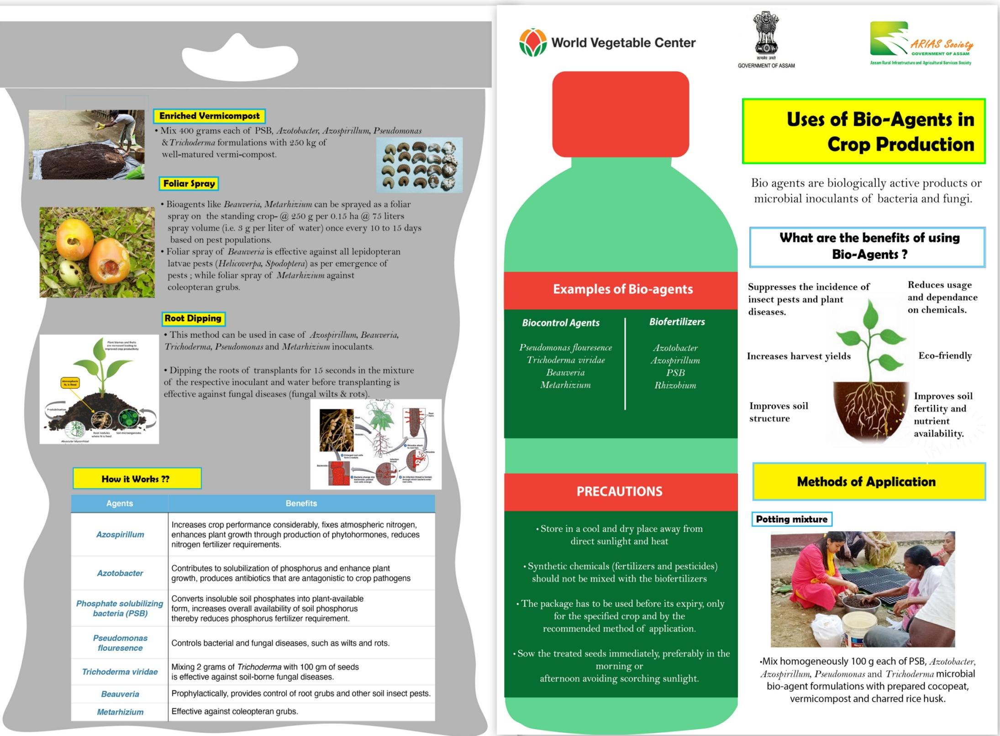 Enriched Vermicompost
• Mix 400 grams each of PSB, Azotobacter, Azospirillum, Pseudomonas
& Trichoderma formulations with 250 kg of
well-matured vermi-compost.
Foliar Spray
• Bioagents like Beauveria, Metarhizium can be sprayed as a foliar
spray on the standing crop- @ 250 g per 0.15 ha @ 75 liters
spray volume (i.e. 3 g per liter of water) once every 10 to 15 days
based on pest populations.
• Foliar spray of Beauveria is effective against all lepidopteran
latvae pests (Helicoverpa, Spodoptera) as per emergence of
pests ; while foliar spray of Metarhizium against
coleopteran grubs.
Root Dipping
• This method can be used in case of Azospirillum, Beauveria,
Trichoderma, Pseudomonas and Metarhizium inoculants.
• Dipping the roots of transplants for 15 seconds in the mixture
of the respective inoculant and water before transplanting is
effective against fungal diseases (fungal wilts & rots).
Plant biomas and fruits
are increased leading to
improved crop productivity
Atmospheric
N₂ is fixed
P-solubilisation
Root nodules
where N is fixed
Soil microorganisms
Abuscular Mycorrhizal
Pea plant
Root
Nodules
Root
hairs
1 Rhizobia attach
to root hair.
Rhizobia
4 Enlarged root cells
form a nodule.
Infection
thread
Bacteroids
3 Bacteria change into
bacteroids; packed
root cells enlarge.
2 An infection thread is formed,
through which bacteria enter
root cells.
How it Works ??
Agents
Benefits
Azospirillum
Increases crop performance considerably, fixes atmospheric nitrogen,
enhances plant growth through production of phytohormones, reduces
nitrogen fertilizer requirements.
Azotobacter
Contributes to solubilization of phosphorus and enhance plant
growth, produces antibiotics that are antagonistic to crop pathogens
Phosphate solubilizing
bacteria (PSB)
Converts insoluble soil phosphates into plant-available
form, increases overall availability of soil phosphorus
thereby reduces phosphorus fertilizer requirement.
Pseudomonas
flouresence
Controls bacterial and fungal diseases, such as wilts and rots.
Trichoderma viridae
Mixing 2 grams of Trichoderma with 100 gm of seeds
is effective against soil-borne fungal diseases.
Beauveria
Prophylactically, provides control of root grubs and other soil insect pests.
Metarhizium
Effective against coleopteran grubs.
World Vegetable Center
सत्यमेव जयते
GOVERNMENT OF ASSAM
ARIAS Society
GOVERNMENT OF ASSAM
Assam Rural Infrastructure and Agricultural Services Society
Examples of Bio-agents
Biocontrol Agents
Pseudomonas flouresence
Trichoderma viridae
Beauveria
Metarhizium
Biofertilizers
Azotobacter
Azospirillum
PSB
Rhizobium
PRECAUTIONS
• Store in a cool and dry place away from
direct sunlight and heat
• Synthetic chemicals (fertilizers and pesticides)
should not be mixed with the biofertilizers
• The package has to be used before its expiry, only
for the specified crop and by the
recommended method of application.
• Sow the treated seeds immediately, preferably in the
morning or
afternoon avoiding scorching sunlight.
Uses of Bio-Agents in
Crop Production
Bio agents are biologically active products or
microbial inoculants of bacteria and fungi.
What are the benefits of using
Bio-Agents ?
Suppresses the incidence of
insect pests and plant
diseases.
Reduces usage
and dependance
on chemicals.
Increases harvest yields
Eco-friendly
Improves soil
structure
Improves soil
fertility and
nutrient
availability.
Methods of Application
Potting mixture
•Mix homogeneously 100 g each of PSB, Azotobacter,
Azospirillum, Pseudomonas and Trichoderma microbial
bio-agent formulations with prepared cocopeat,
vermicompost and charred rice husk.